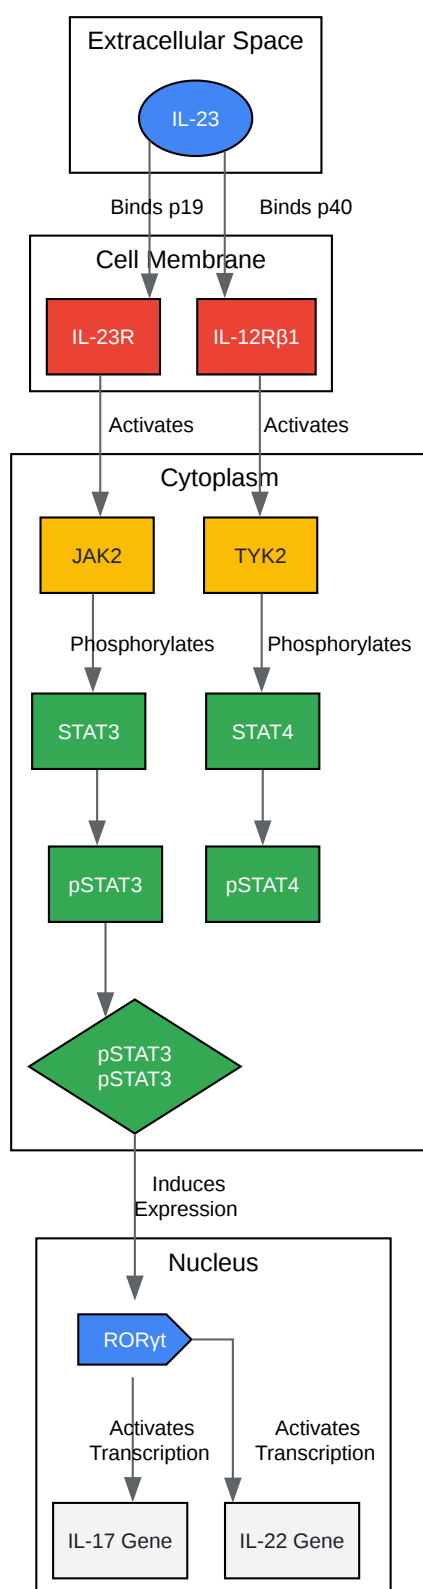 Extracellular Space
IL-23
Binds p19
Binds p40
Cell Membrane
IL-23R
IL-12Rβ1
Activates
Activates
Cytoplasm
JAK2
TYK2
Phosphorylates
Phosphorylates
STAT3
STAT4
pSTAT3
pSTAT4
pSTAT3
pSTAT3
Induces
Expression
Nucleus
RORγt
Activates
Transcription
Activates
Transcription
IL-17 Gene
IL-22 Gene